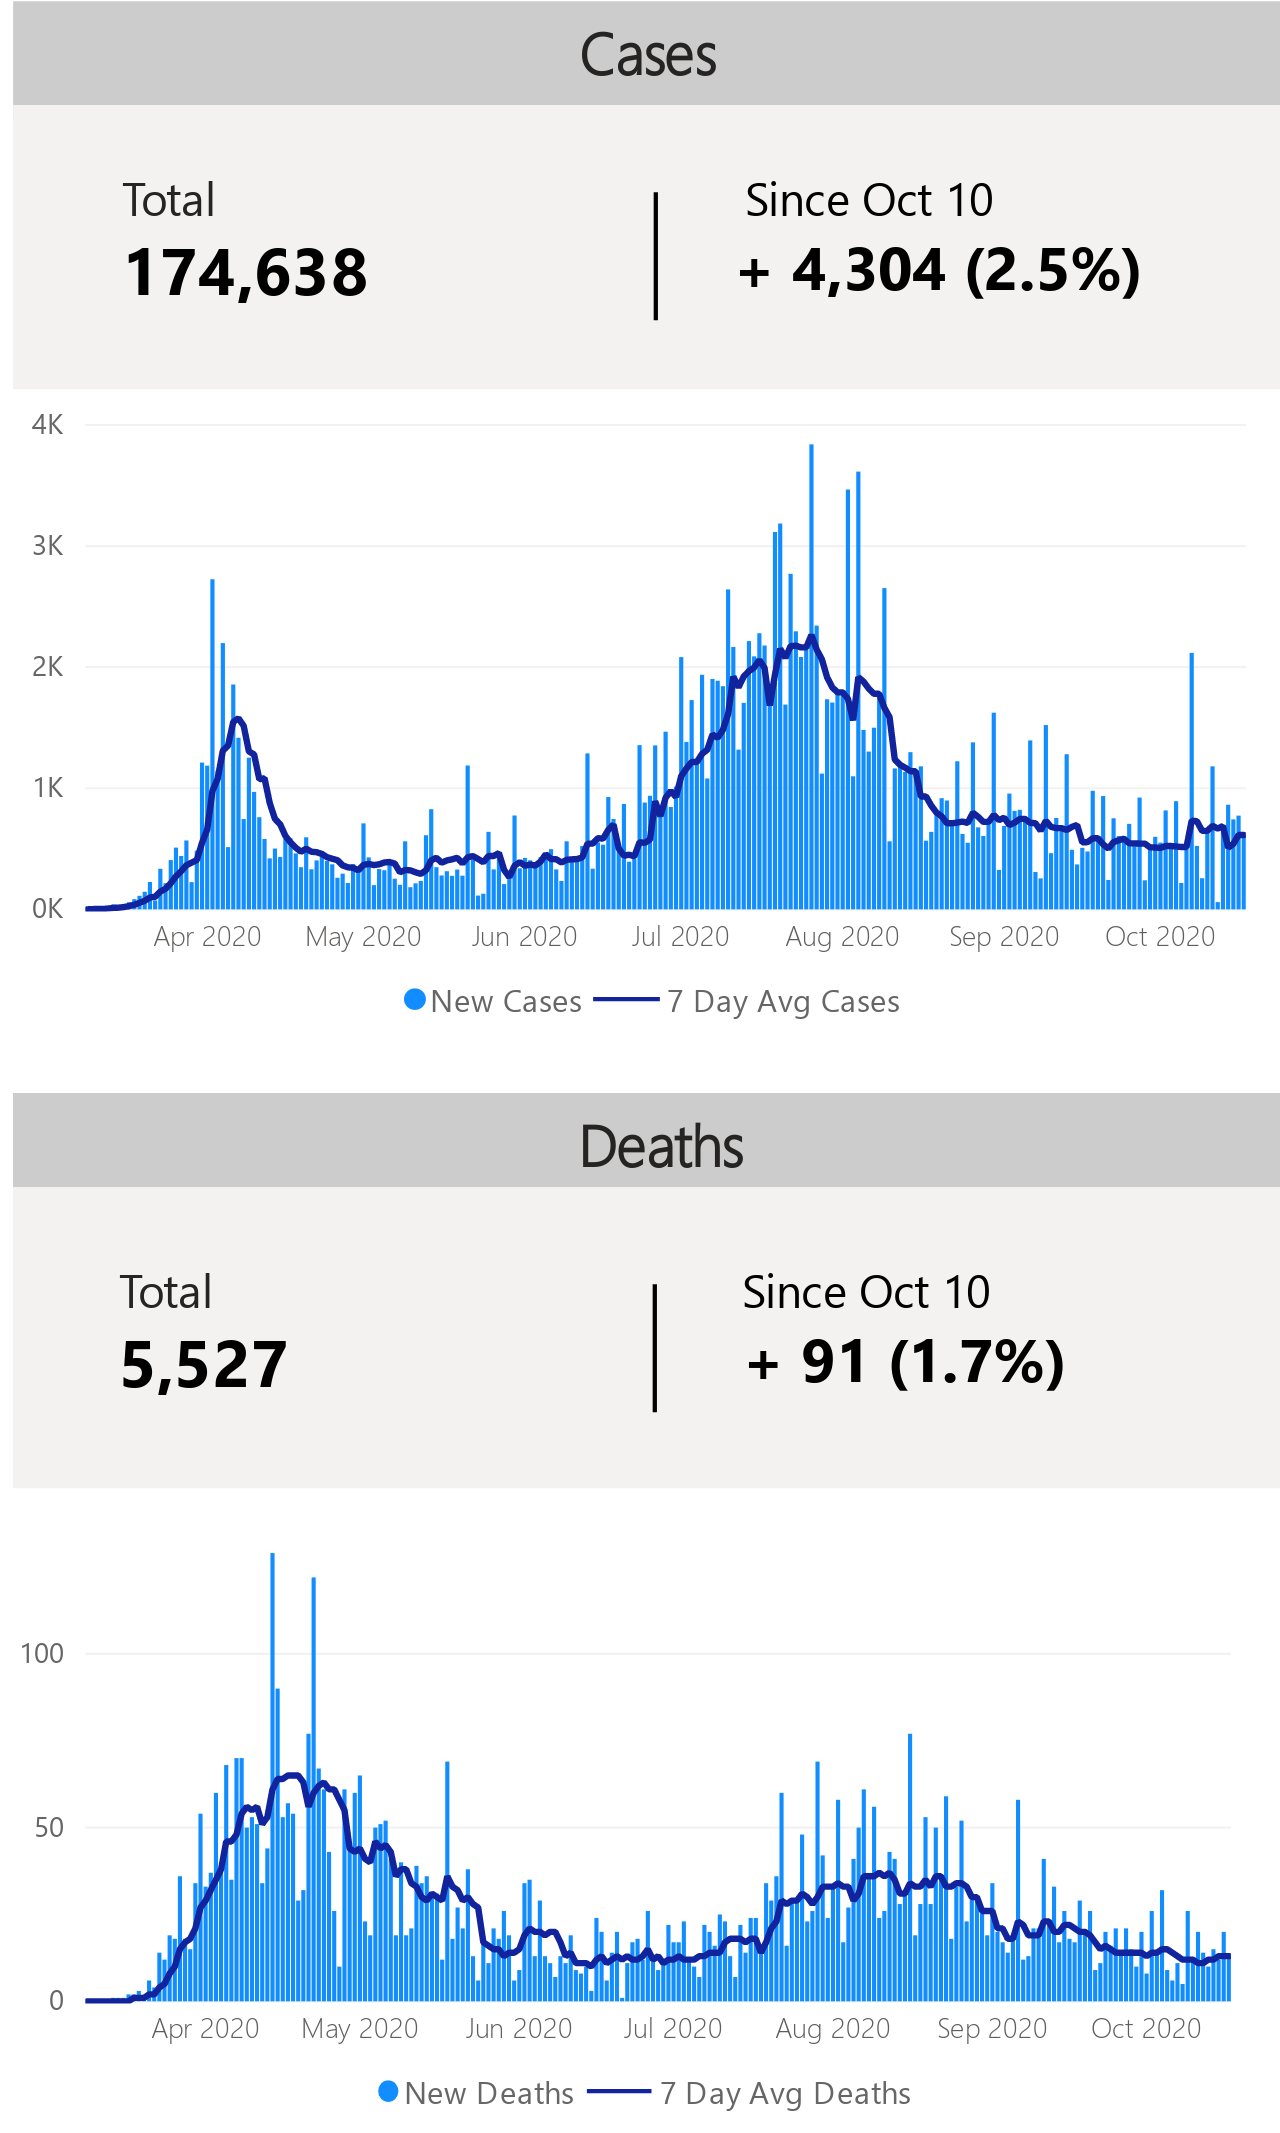 Cases
Total
Since Oct 10
174,638
+ 4,304 (2.5%)
4K
3K
2K
1K
0K
Apr 2020
May 2020
Jun 2020
Jul 2020
Aug 2020
Sep 2020
Oct 2020
New Cases
7 Day Avg Cases
Deaths
Total
Since Oct 10
5,527
+ 91 (1.7%)
100
50
0
Apr 2020
May 2020
Jun 2020
Jul 2020
Aug 2020
Sep 2020
Oct 2020
New Deaths
7 Day Avg Deaths